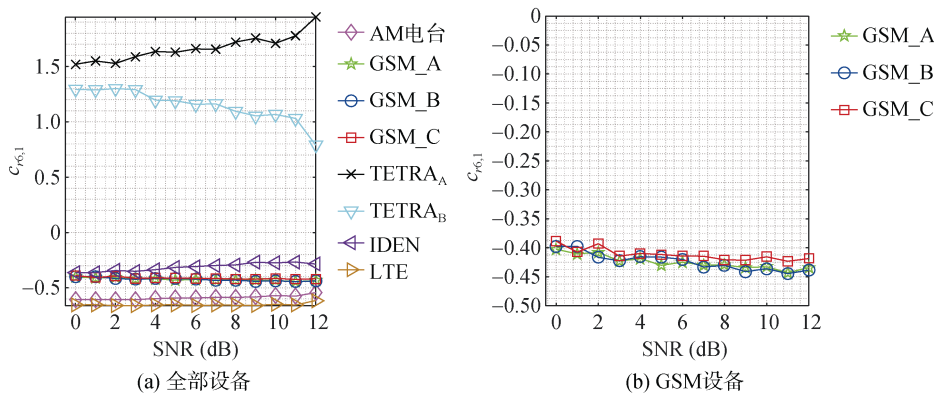 1.5
1.0
0.5
0
−0.5
c_{r6,1}
0 2 4 6 8 10 12
SNR (dB)
(a) 全部设备
AM电台
GSM_A
GSM_B
GSM_C
TETRA_A
TETRA_B
IDEN
LTE
0
−0.05
−0.10
−0.15
−0.20
−0.25
−0.30
−0.35
−0.40
−0.45
−0.50
c_{r6,1}
0 2 4 6 8 10 12
SNR (dB)
(b) GSM设备
GSM_A
GSM_B
GSM_C